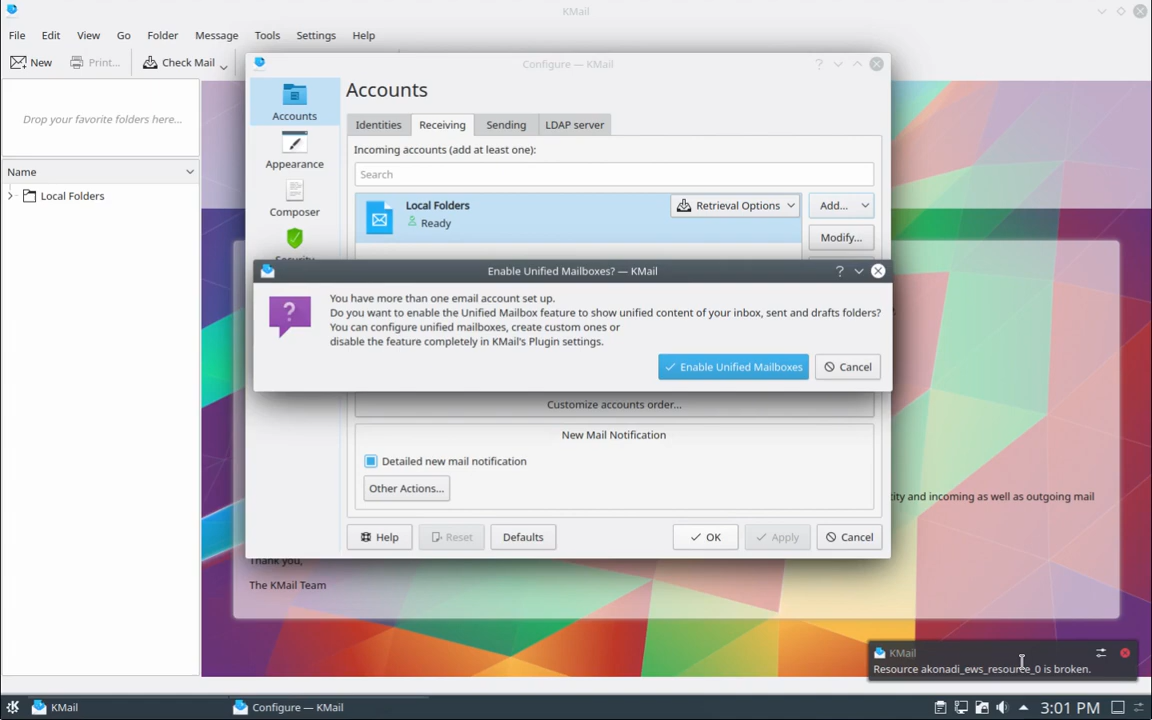 KMail
File Edit View Go Folder Message Tools Settings Help
New Print... Check Mail
Drop your favorite folders here...
Name
Local Folders
Configure — KMail
Accounts
Appearance
Composer
Accounts
Identities Receiving Sending LDAP server
Incoming accounts (add at least one):
Search
Local Folders
Ready
Retrieval Options
Add...
Modify...
Enable Unified Mailboxes? — KMail
You have more than one email account set up.
Do you want to enable the Unified Mailbox feature to show unified content of your inbox, sent and drafts folders?
You can configure unified mailboxes, create custom ones or
disable the feature completely in KMail's Plugin settings.
Enable Unified Mailboxes Cancel
Customize accounts order...
New Mail Notification
Detailed new mail notification
Other Actions...
Help Reset Defaults OK Apply Cancel
and incoming as well as outgoing mail
Thank you,
The KMail Team
KMail
Resource akonadi_ews_resource_0 is broken.
KMail Configure — KMail 3:01 PM